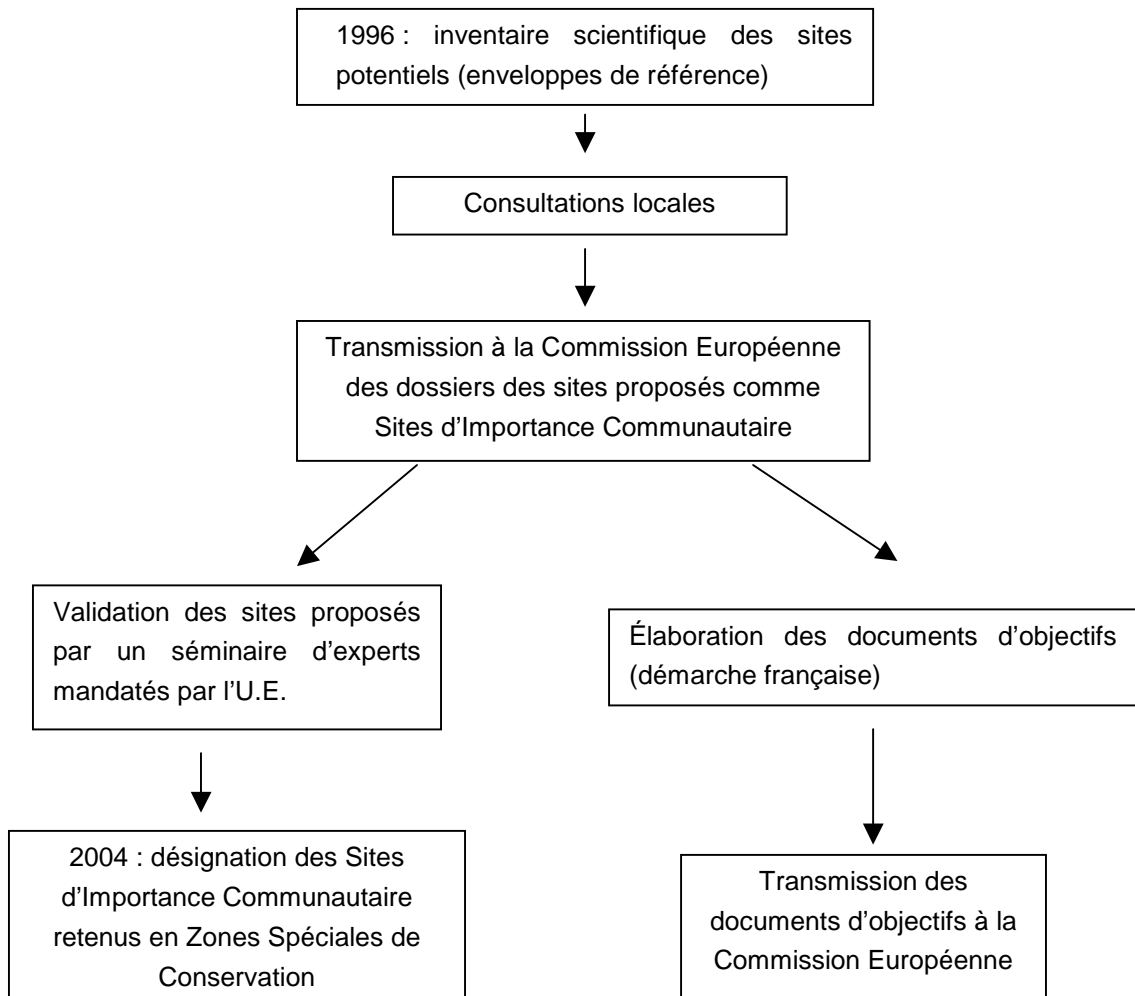 1996 : inventaire scientifique des sites
potentiels (enveloppes de référence)
Consultations locales
Transmission à la Commission Européenne
des dossiers des sites proposés comme
Sites d'Importance Communautaire
Validation des sites proposés
par un séminaire d'experts
mandatés par l'U.E.
Élaboration des documents d'objectifs
(démarche française)
2004 : désignation des Sites
d'Importance Communautaire
retenus en Zones Spéciales de
Conservation
Transmission des
documents d'objectifs à la
Commission Européenne